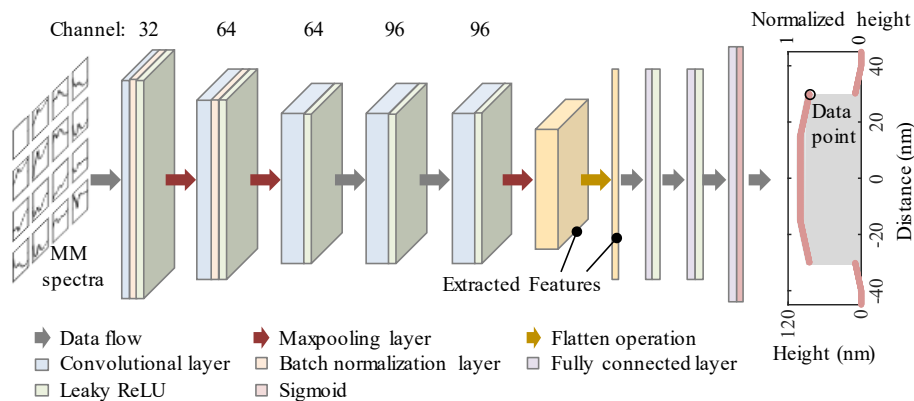 Channel: 32 64 64 96 96
Normalized height
1 0
MM
spectra
Extracted Features
Data
point
40
20
0
-20
-40
Distance (nm)
120 0
Height (nm)
Data flow
Maxpooling layer
Flatten operation
Convolutional layer
Batch normalization layer
Fully connected layer
Leaky ReLU
Sigmoid